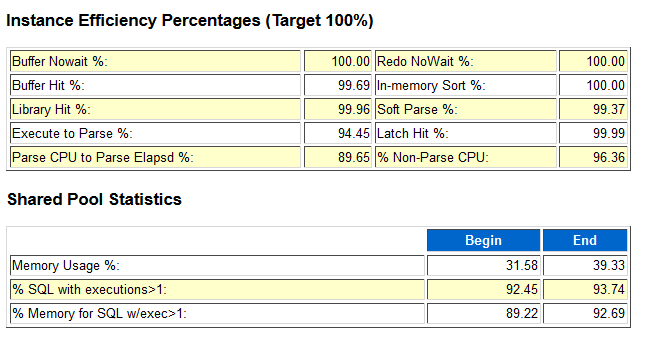 Instance Efficiency Percentages (Target 100%)
Buffer Nowait %: 100.00 Redo NoWait %: 100.00
Buffer Hit %: 99.69 In-memory Sort %: 100.00
Library Hit %: 99.96 Soft Parse %: 99.37
Execute to Parse %: 94.45 Latch Hit %: 99.99
Parse CPU to Parse Elapsd %: 89.65 % Non-Parse CPU: 96.36
Shared Pool Statistics
Begin End
Memory Usage %: 31.58 39.33
% SQL with executions>1: 92.45 93.74
% Memory for SQL w/exec>1: 89.22 92.69